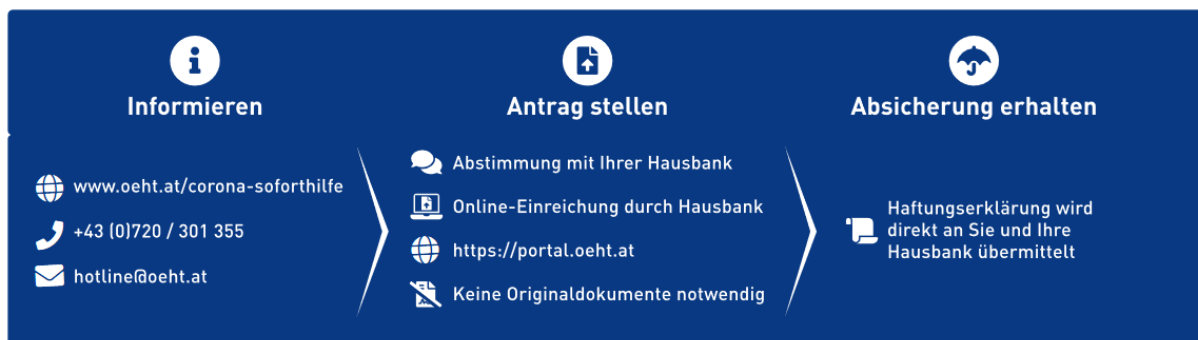 Informieren
www.oeht.at/corona-soforthilfe
+43 (0)720 / 301 355
hotline@oeht.at
Antrag stellen
Abstimmung mit Ihrer Hausbank
Online-Einreichung durch Hausbank
https://portal.oeht.at
Keine Originaldokumente notwendig
Absicherung erhalten
Haftungserklärung wird
direkt an Sie und Ihre
Hausbank übermittelt